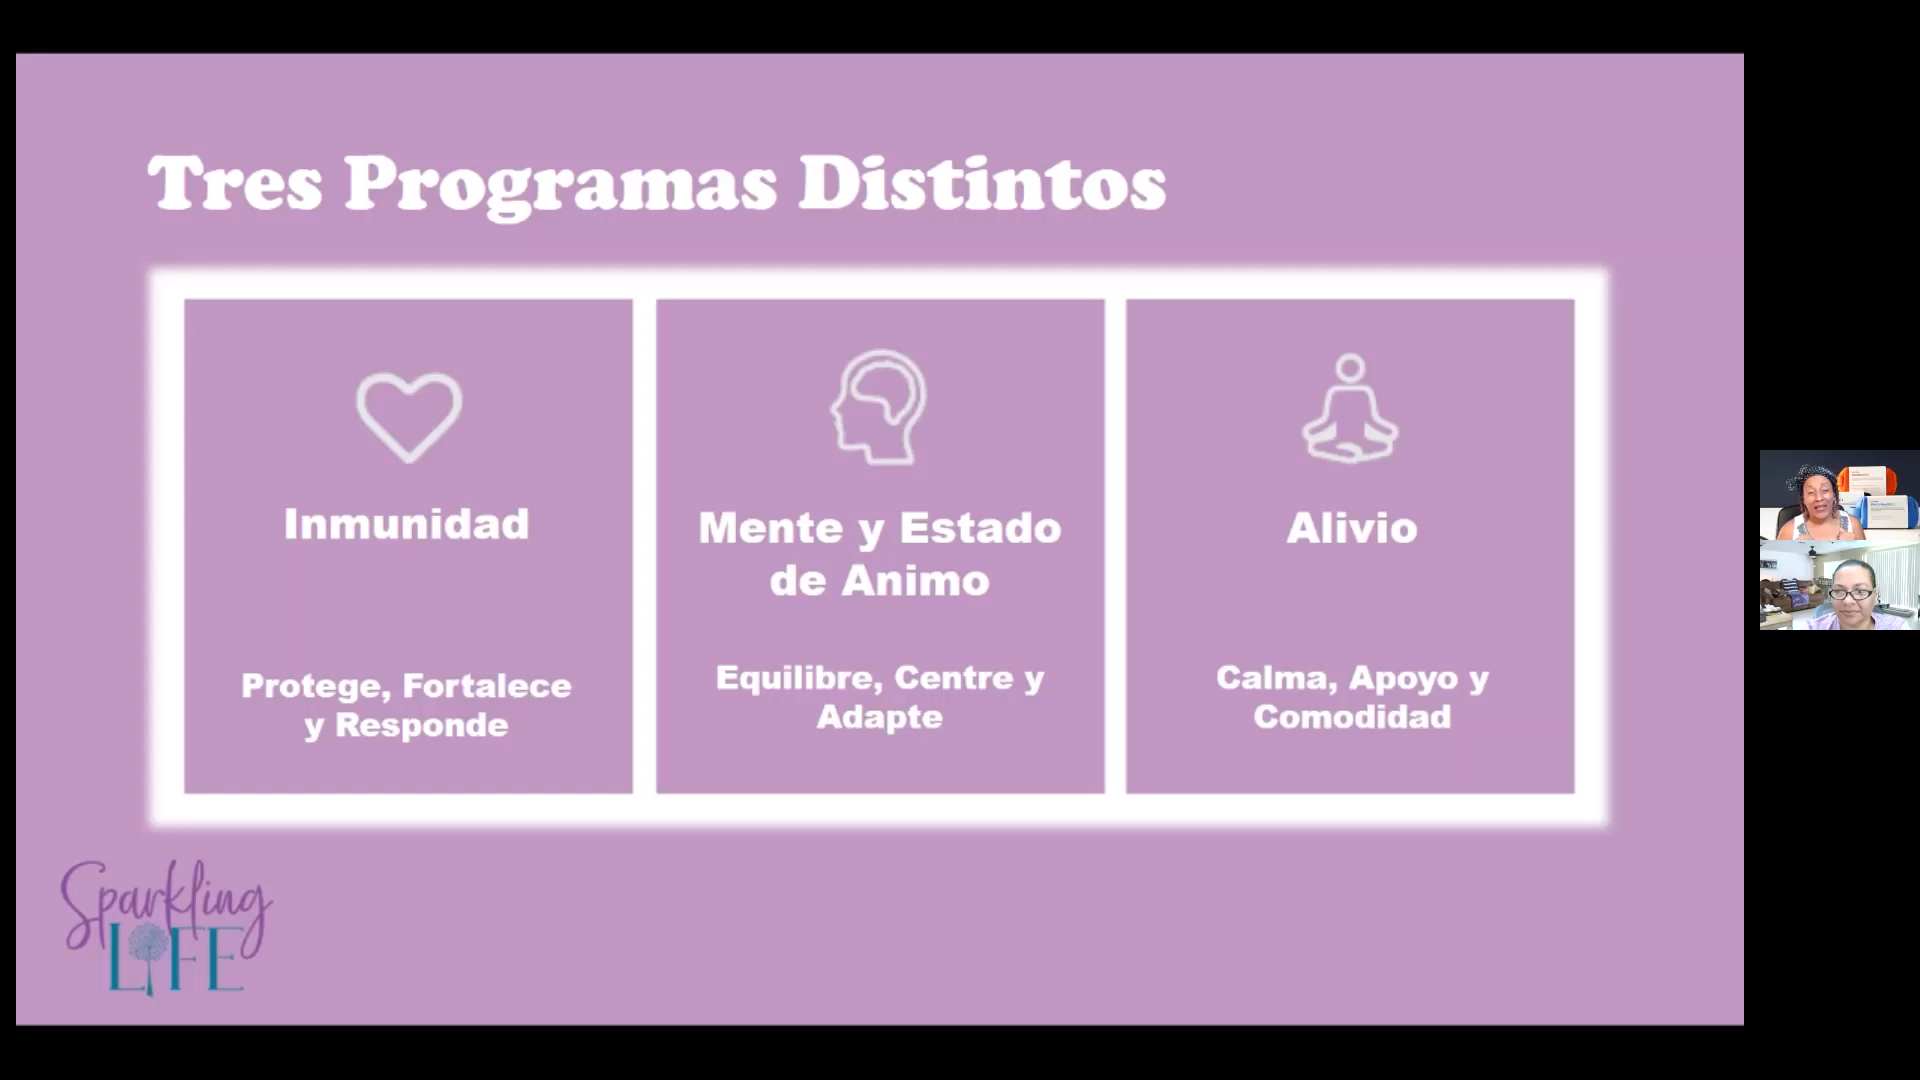 Tres Programas Distintos
Inmunidad
Protege, Fortalece
y Responde
Mente y Estado
de Animo
Equilibre, Centre y
Adapte
Alivio
Calma, Apoyo y
Comodidad
Sparkling
LIFE